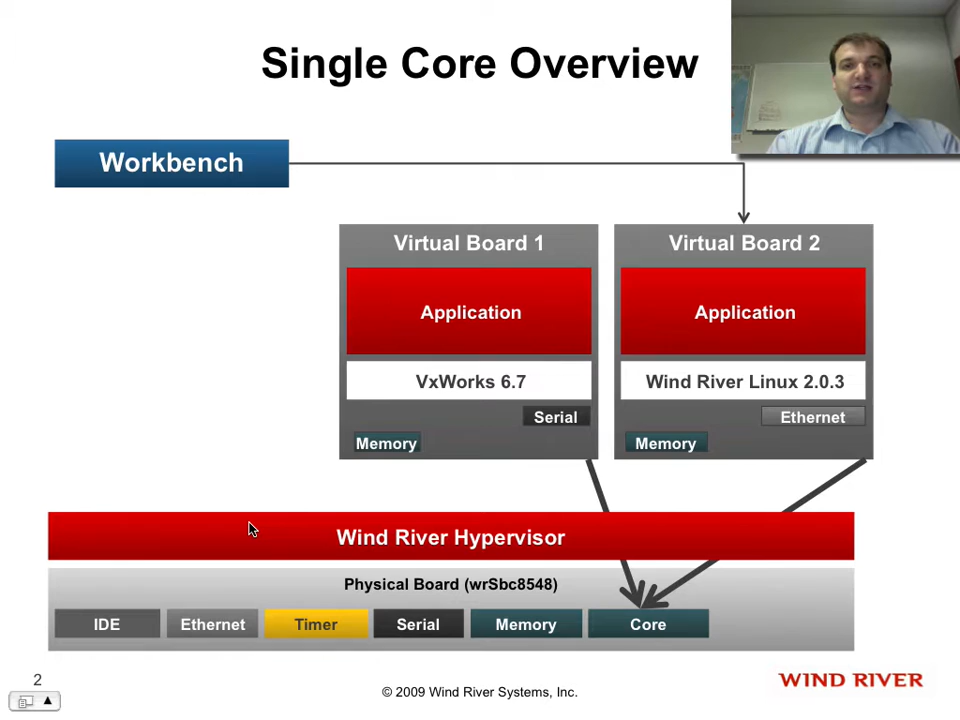 Single Core Overview
Workbench
Virtual Board 1
Virtual Board 2
Application
Application
VxWorks 6.7
Wind River Linux 2.0.3
Serial
Ethernet
Memory
Memory
Wind River Hypervisor
Physical Board (wrSbc8548)
IDE
Ethernet
Timer
Serial
Memory
Core
2
© 2009 Wind River Systems, Inc.
WIND RIVER